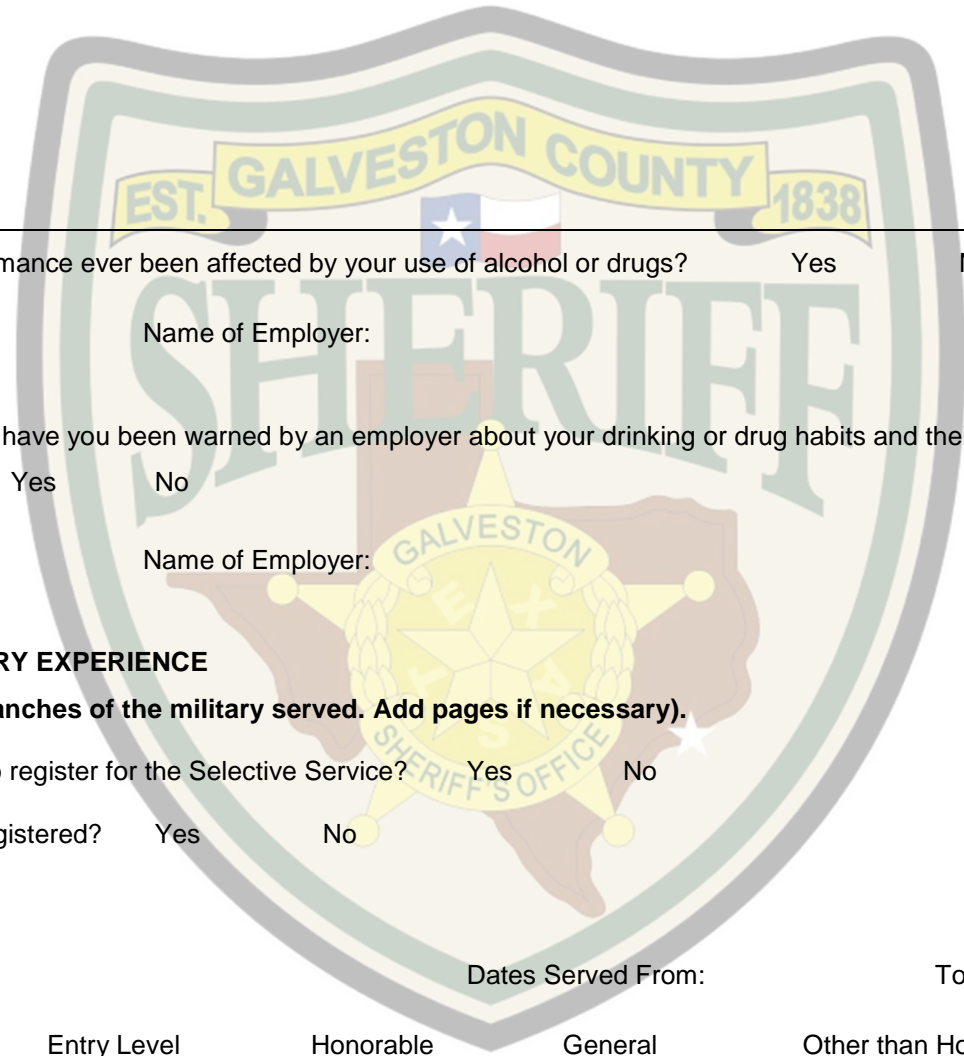 EST. GALVESTON COUNTY 1838
mance ever been affected by your use of alcohol or drugs? Yes
SHERIFF
Name of Employer:
have you been warned by an employer about your drinking or drug habits and the
Yes No
GALVESTON
Name of Employer:
TEXAS
RY EXPERIENCE
anches of the military served. Add pages if necessary).
SHERIFF'S OFFICE
register for the Selective Service? Yes No
gistered? Yes No
Dates Served From: To
Entry Level Honorable General Other than Ho